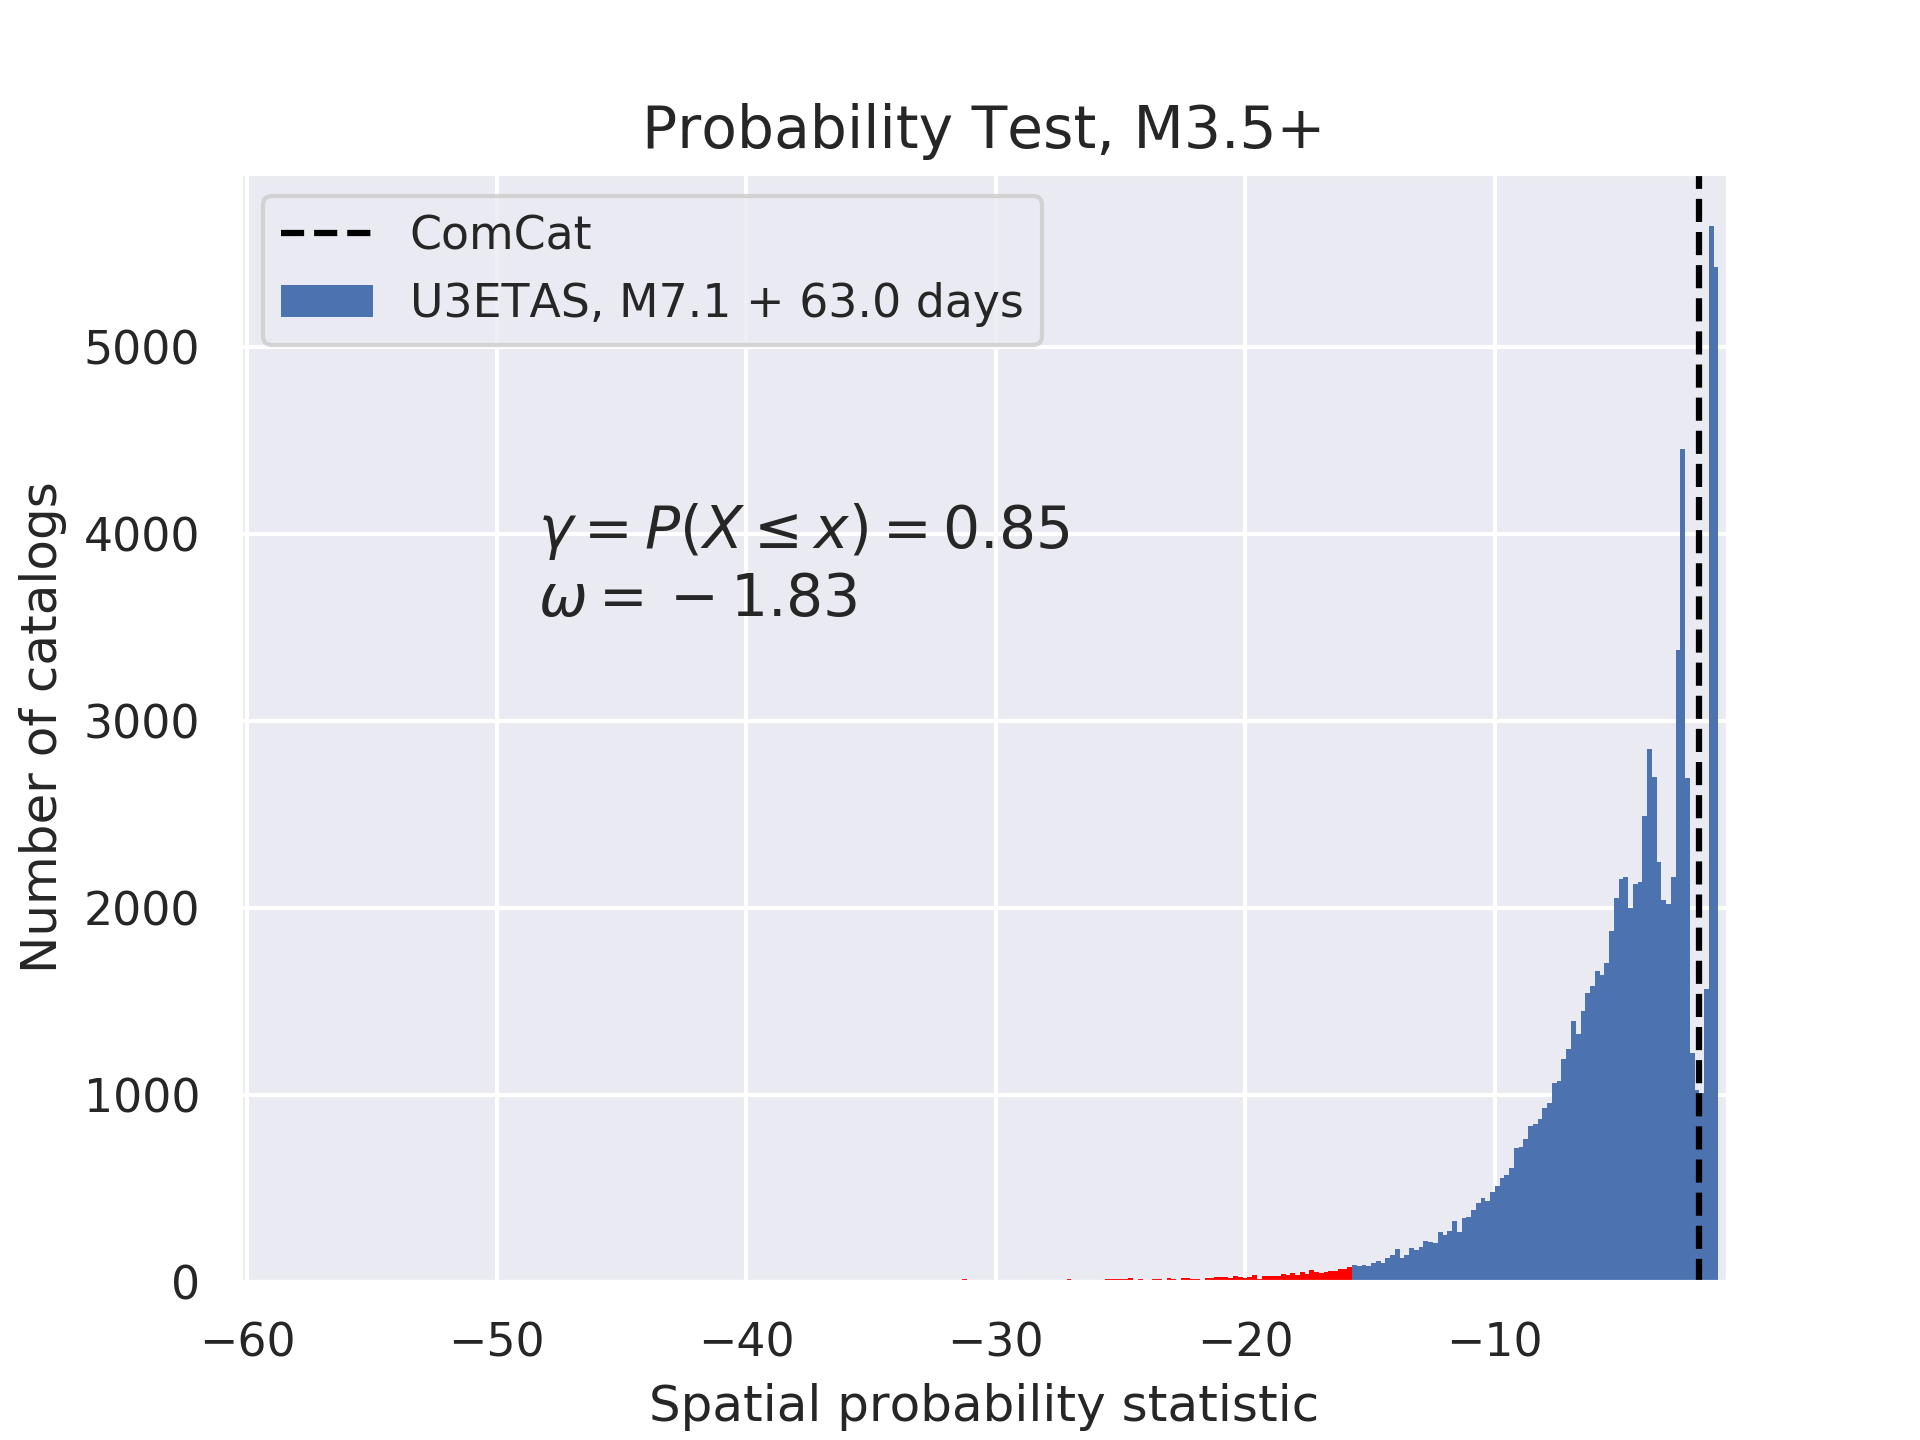 Probability Test, M3.5+
ComCat
U3ETAS, M7.1 + 63.0 days
γ = P(X ≤ x) = 0.85
ω = − 1.83
Number of catalogs
5000
4000
3000
2000
1000
0
−60 −50 −40 −30 −20 −10
Spatial probability statistic